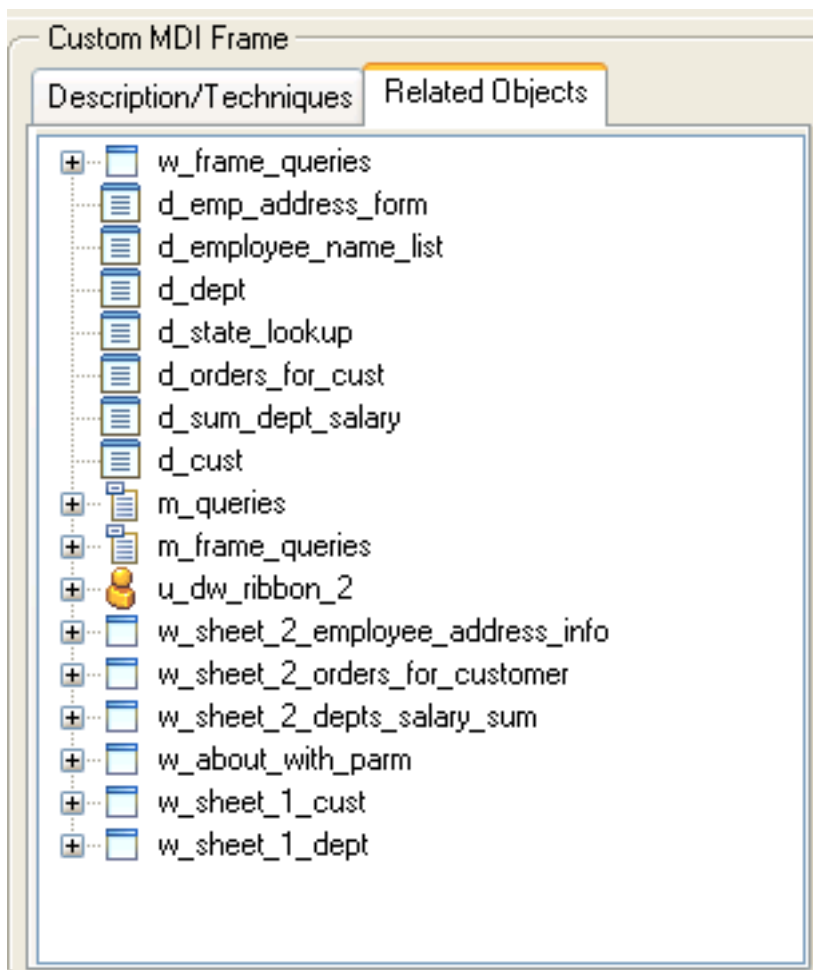 Custom MDI Frame
Description/Techniques Related Objects
w_frame_queries
d_emp_address_form
d_employee_name_list
d_dept
d_state_lookup
d_orders_for_cust
d_sum_dept_salary
d_cust
m_queries
m_frame_queries
u_dw_ribbon_2
w_sheet_2_employee_address_info
w_sheet_2_orders_for_customer
w_sheet_2_depts_salary_sum
w_about_with_parm
w_sheet_1_cust
w_sheet_1_dept